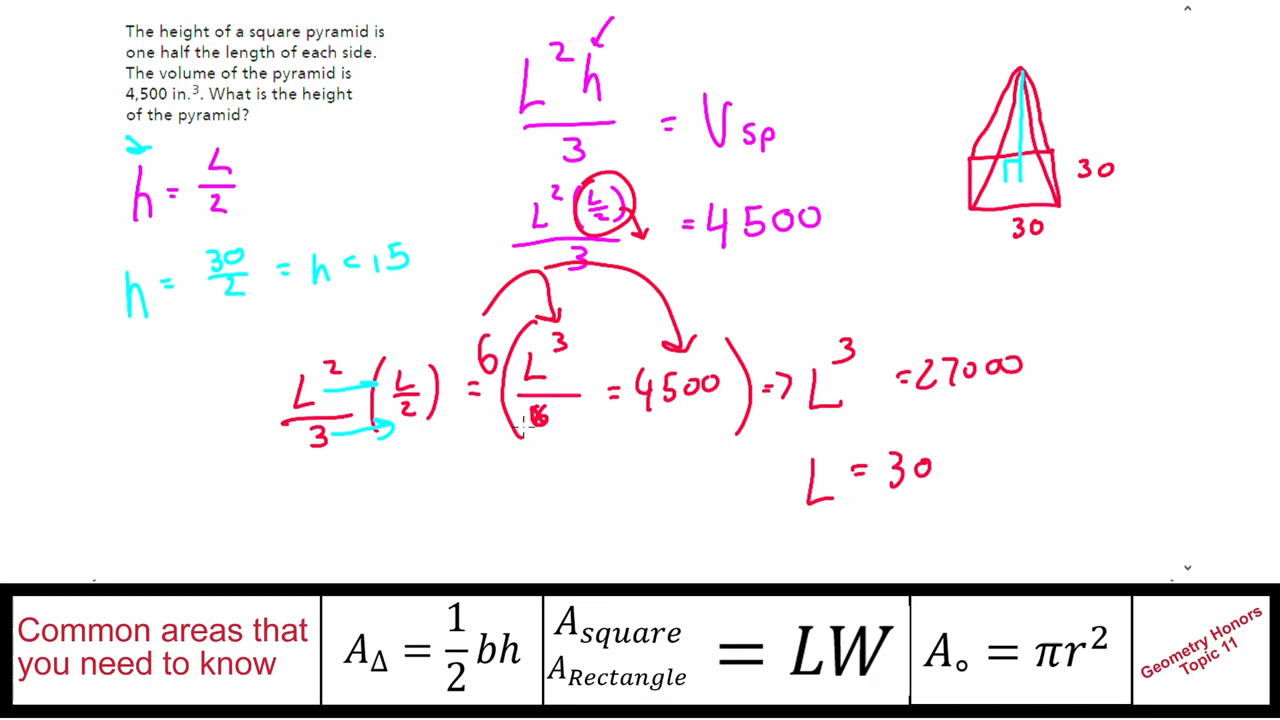 The height of a square pyramid is
one half the length of each side.
The volume of the pyramid is
4,500 in.³. What is the height
of the pyramid?
h = L/2
h = 30/2 = h < 15
L²h/3 = V sp
L²(L/2)/3 = 4500
30
30
L²/3 (L/2) = 6(L³/6 = 4500) => L³ = 27000
L = 30
Common areas that
you need to know
A△ = 1/2 bh
Asquare
ARectangle
= LW
A∘ = πr²
Geometry Honors
Topic 11